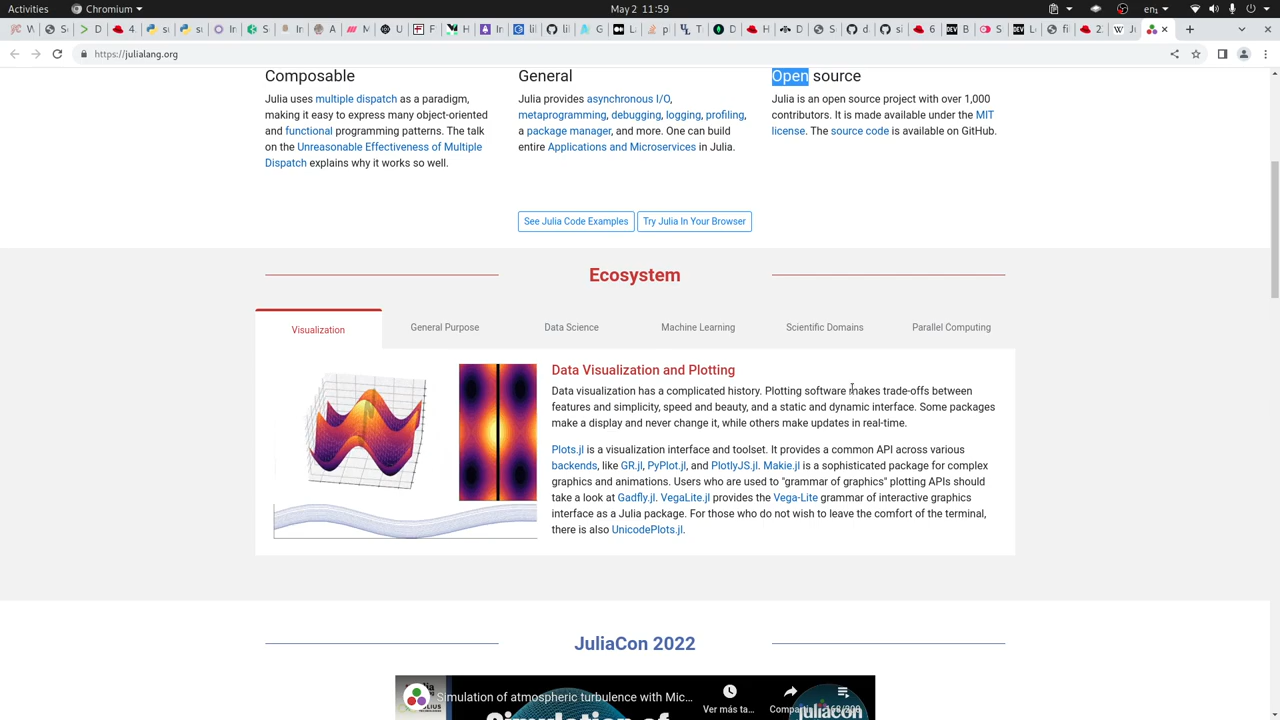 Activities
Chromium
May 2 11:59
https://julialang.org
Composable
Julia uses multiple dispatch as a paradigm,
making it easy to express many object-oriented
and functional programming patterns. The talk
on the Unreasonable Effectiveness of Multiple
Dispatch explains why it works so well.
General
Julia provides asynchronous I/O,
metaprogramming, debugging, logging, profiling,
a package manager, and more. One can build
entire Applications and Microservices in Julia.
Open source
Julia is an open source project with over 1,000
contributors. It is made available under the MIT
license. The source code is available on GitHub.
See Julia Code Examples
Try Julia In Your Browser
Ecosystem
Visualization
General Purpose
Data Science
Machine Learning
Scientific Domains
Parallel Computing
Data Visualization and Plotting
Data visualization has a complicated history. Plotting software makes trade-offs between
features and simplicity, speed and beauty, and a static and dynamic interface. Some packages
make a display and never change it, while others make updates in real-time.
Plots.jl is a visualization interface and toolset. It provides a common API across various
backends, like GR.jl, PyPlot.jl, and PlotlyJS.jl. Makie.jl is a sophisticated package for complex
graphics and animations. Users who are used to "grammar of graphics" plotting APIs should
take a look at Gadfly.jl. VegaLite.jl provides the Vega-Lite grammar of interactive graphics
interface as a Julia package. For those who do not wish to leave the comfort of the terminal,
there is also UnicodePlots.jl.
JuliaCon 2022
Simulation of atmospheric turbulence with Mic...
Ver más ta...